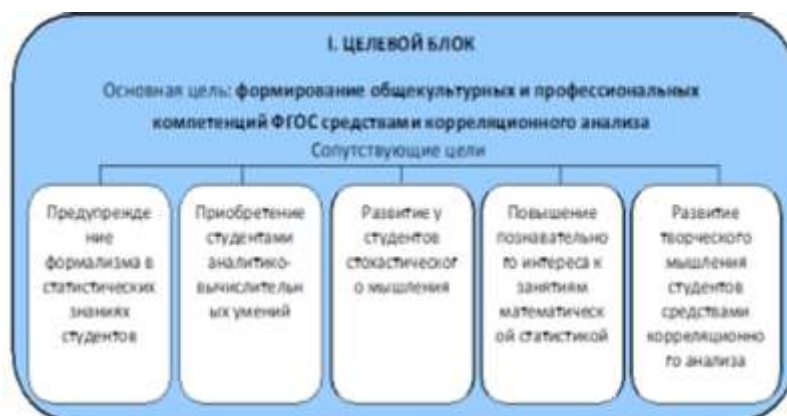 I. ЦЕЛЕВОЙ БЛОК
Основная цель: формирование общекультурных и профессиональных
компетенций ФГОС средствами корреляционного анализа
Сопутствующие цели
Предупрежде
ние
формализма в
статистических
знаниях
студентов
Приобретение
студентами
аналитико-
вычислительн
ых умений
Развитие у
студентов
стохастическог
о мышления
Повышение
познавательно
го интереса к
занятиям
математическ
ой статистикой
Развитие
творческого
мышления
студентов
средствами
корреляционно
го анализа